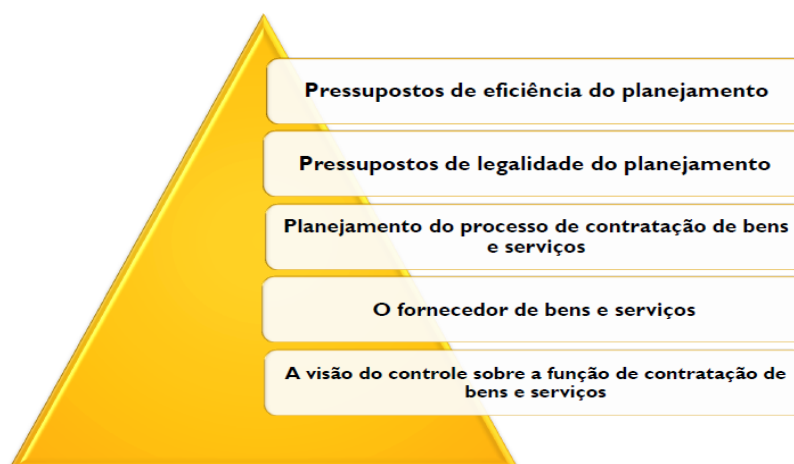 Pressupostos de eficiência do planejamento
Pressupostos de legalidade do planejamento
Planejamento do processo de contratação de bens
e serviços
O fornecedor de bens e serviços
A visão do controle sobre a função de contratação de
bens e serviços